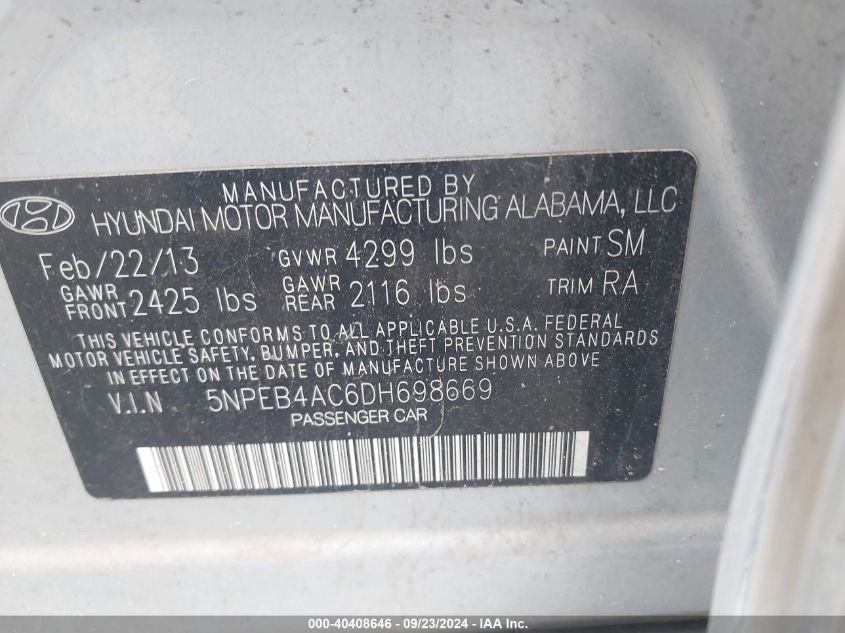 MANUFACTURED BY
HYUNDAI MOTOR MANUFACTURING ALABAMA, LLC
Feb/22/13 GVWR 4299 lbs PAINT SM
GAWR FRONT 2425 lbs GAWR REAR 2116 lbs TRIM RA
THIS VEHICLE CONFORMS TO ALL APPLICABLE U.S.A. FEDERAL
MOTOR VEHICLE SAFETY, BUMPER, AND THEFT PREVENTION STANDARDS
IN EFFECT ON THE DATE OF MANUFACTURE SHOWN ABOVE
V.I.N 5NPEB4AC6DH698669
PASSENGER CAR
000-40408646 - 09/23/2024 - IAA Inc.